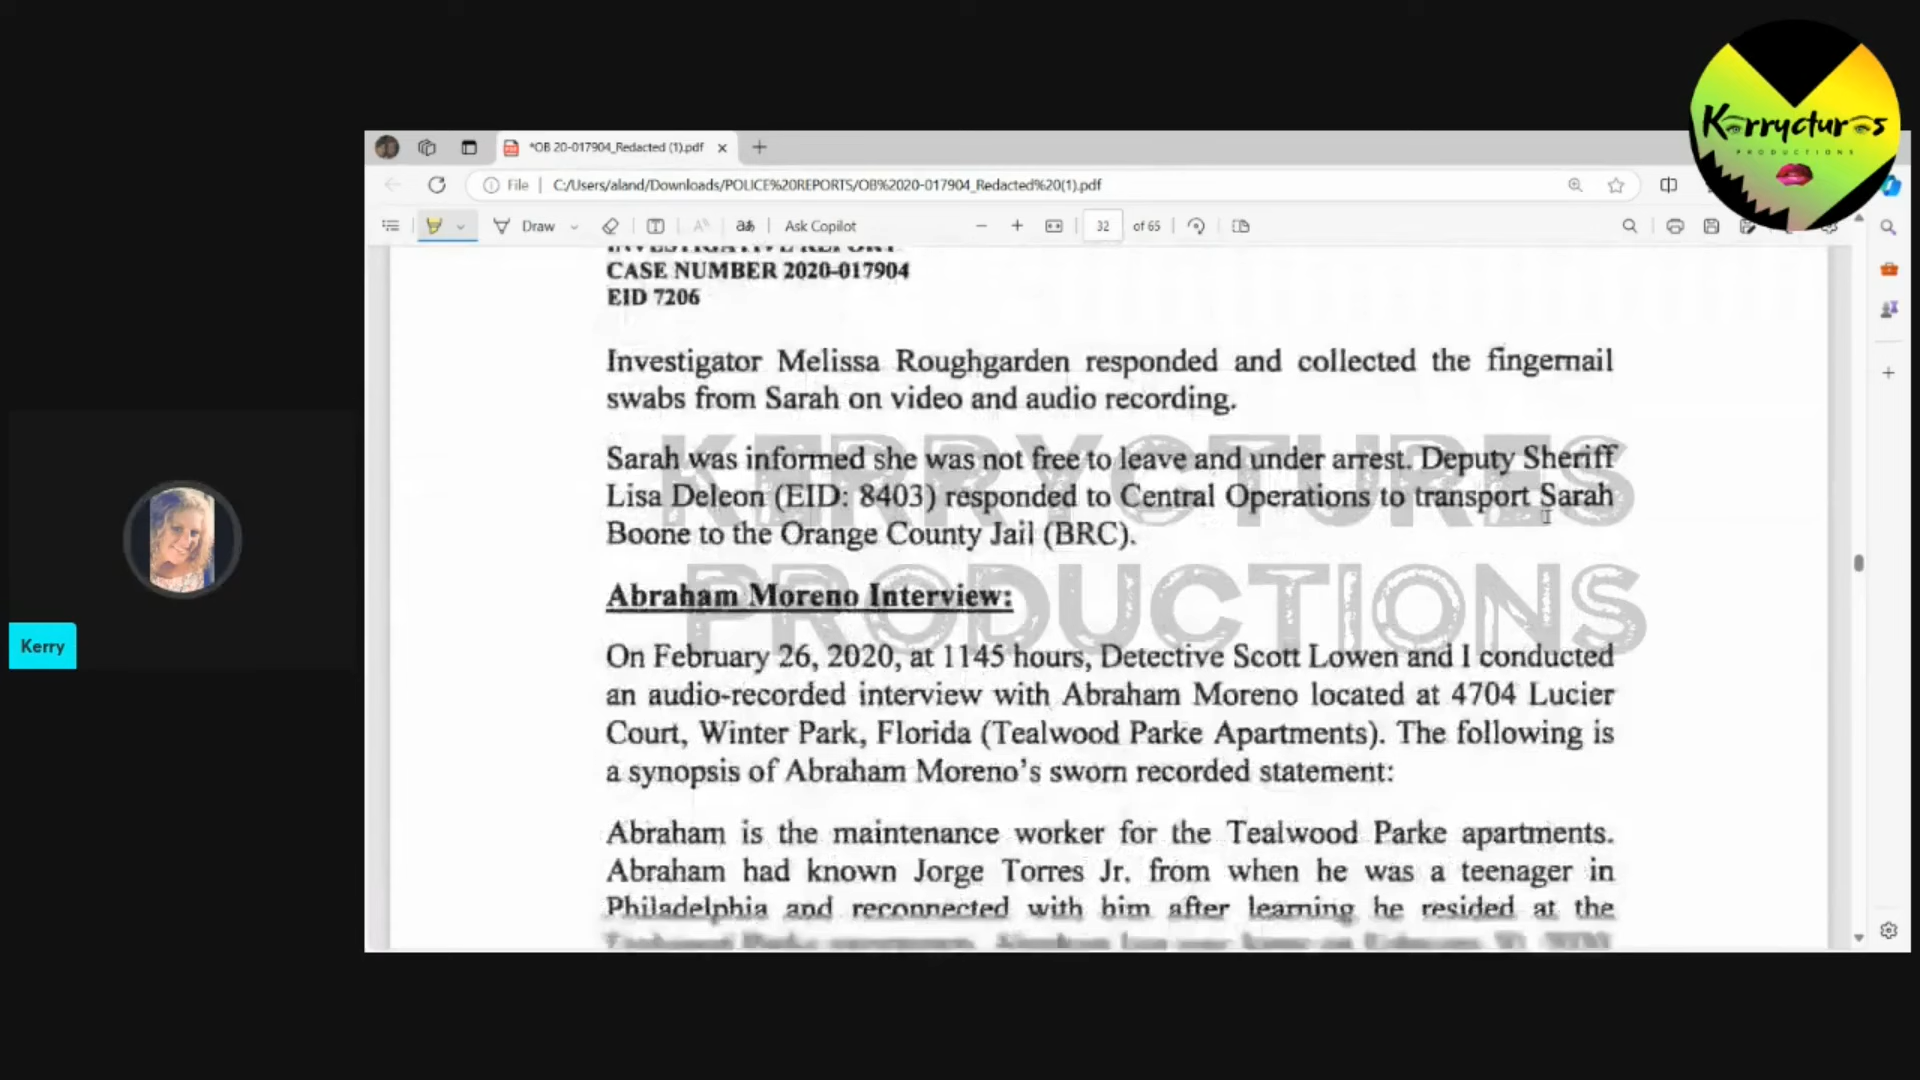 Kerryctures
PRODUCTIONS
*OB 20-017904_Redacted (1).pdf
File
C:/Users/aland/Downloads/POLICE%20REPORTS/OB%2020-017904_Redacted%20(1).pdf
Draw
Ask Copilot
32 of 65
INVESTIGATIVE REPORT
CASE NUMBER 2020-017904
EID 7206
Investigator Melissa Roughgarden responded and collected the fingernail
swabs from Sarah on video and audio recording.
KERRYCTURES
Sarah was informed she was not free to leave and under arrest. Deputy Sheriff
Lisa Deleon (EID: 8403) responded to Central Operations to transport Sarah
Boone to the Orange County Jail (BRC).
PRODUCTIONS
Abraham Moreno Interview:
On February 26, 2020, at 1145 hours, Detective Scott Lowen and I conducted
an audio-recorded interview with Abraham Moreno located at 4704 Lucier
Court, Winter Park, Florida (Tealwood Parke Apartments). The following is
a synopsis of Abraham Moreno's sworn recorded statement:
Abraham is the maintenance worker for the Tealwood Parke apartments.
Abraham had known Jorge Torres Jr. from when he was a teenager in
Philadelphia and reconnected with him after learning he resided at the
Kerry